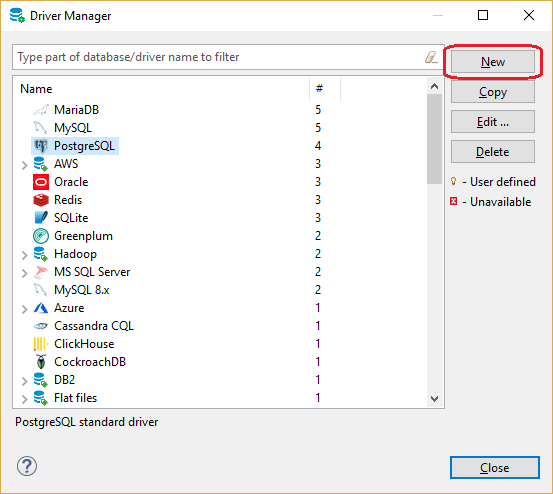 Driver Manager
Type part of database/driver name to filter
New
Name #
Copy
MariaDB 5
MySQL 5
Edit ...
PostgreSQL 4
Delete
AWS 3
Oracle 3
- User defined
Redis 3
- Unavailable
SQLite 3
Greenplum 2
Hadoop 2
MS SQL Server 2
MySQL 8.x 2
Azure 1
Cassandra CQL 1
ClickHouse 1
CockroachDB 1
DB2 1
Flat files 1
PostgreSQL standard driver
?
Close